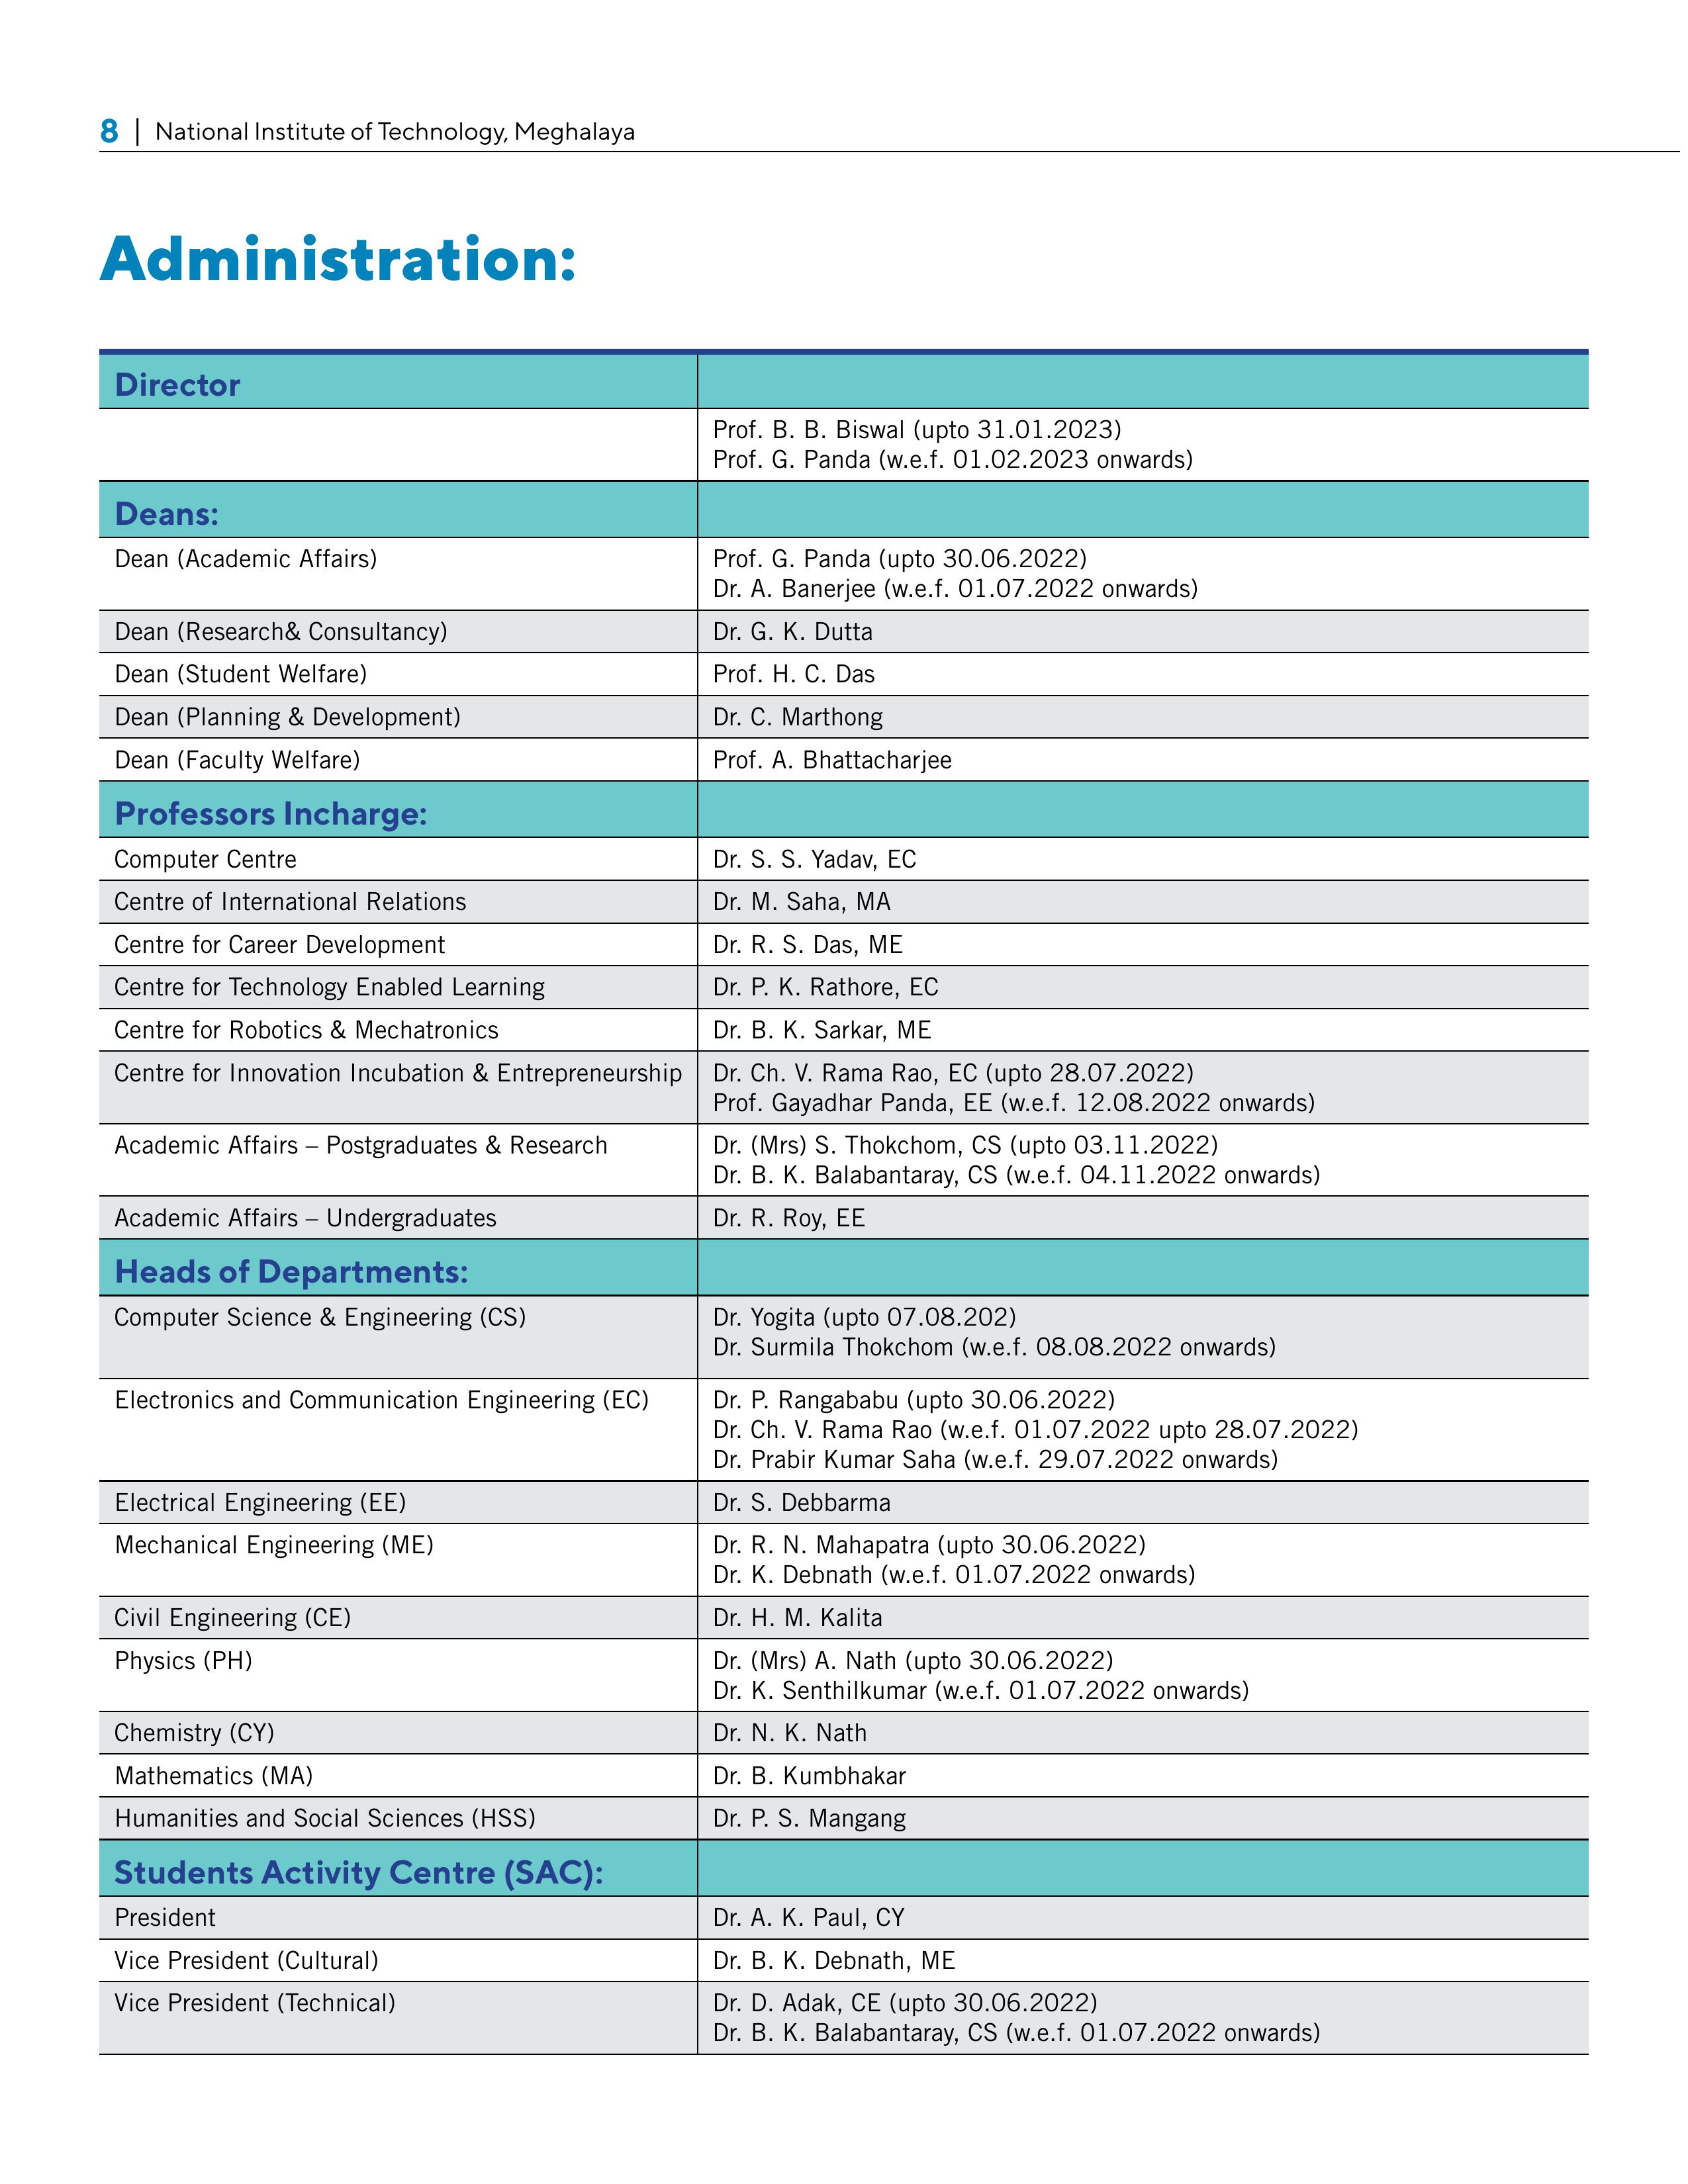 8 | National Institute of Technology, Meghalaya
Administration:
Director
Prof. B. B. Biswal (upto 31.01.2023)
Prof. G. Panda (w.e.f. 01.02.2023 onwards)
Deans:
Dean (Academic Affairs)
Prof. G. Panda (upto 30.06.2022)
Dr. A. Banerjee (w.e.f. 01.07.2022 onwards)
Dean (Research& Consultancy)
Dr. G. K. Dutta
Dean (Student Welfare)
Prof. H. C. Das
Dean (Planning & Development)
Dr. C. Marthong
Dean (Faculty Welfare)
Prof. A. Bhattacharjee
Professors Incharge:
Computer Centre
Dr. S. S. Yadav, EC
Centre of International Relations
Dr. M. Saha, MA
Centre for Career Development
Dr. R. S. Das, ME
Centre for Technology Enabled Learning
Dr. P. K. Rathore, EC
Centre for Robotics & Mechatronics
Dr. B. K. Sarkar, ME
Centre for Innovation Incubation & Entrepreneurship
Dr. Ch. V. Rama Rao, EC (upto 28.07.2022)
Prof. Gayadhar Panda, EE (w.e.f. 12.08.2022 onwards)
Academic Affairs – Postgraduates & Research
Dr. (Mrs) S. Thokchom, CS (upto 03.11.2022)
Dr. B. K. Balabantaray, CS (w.e.f. 04.11.2022 onwards)
Academic Affairs – Undergraduates
Dr. R. Roy, EE
Heads of Departments:
Computer Science & Engineering (CS)
Dr. Yogita (upto 07.08.202)
Dr. Surmila Thokchom (w.e.f. 08.08.2022 onwards)
Electronics and Communication Engineering (EC)
Dr. P. Rangababu (upto 30.06.2022)
Dr. Ch. V. Rama Rao (w.e.f. 01.07.2022 upto 28.07.2022)
Dr. Prabir Kumar Saha (w.e.f. 29.07.2022 onwards)
Electrical Engineering (EE)
Dr. S. Debbarma
Mechanical Engineering (ME)
Dr. R. N. Mahapatra (upto 30.06.2022)
Dr. K. Debnath (w.e.f. 01.07.2022 onwards)
Civil Engineering (CE)
Dr. H. M. Kalita
Physics (PH)
Dr. (Mrs) A. Nath (upto 30.06.2022)
Dr. K. Senthilkumar (w.e.f. 01.07.2022 onwards)
Chemistry (CY)
Dr. N. K. Nath
Mathematics (MA)
Dr. B. Kumbhakar
Humanities and Social Sciences (HSS)
Dr. P. S. Mangang
Students Activity Centre (SAC):
President
Dr. A. K. Paul, CY
Vice President (Cultural)
Dr. B. K. Debnath, ME
Vice President (Technical)
Dr. D. Adak, CE (upto 30.06.2022)
Dr. B. K. Balabantaray, CS (w.e.f. 01.07.2022 onwards)